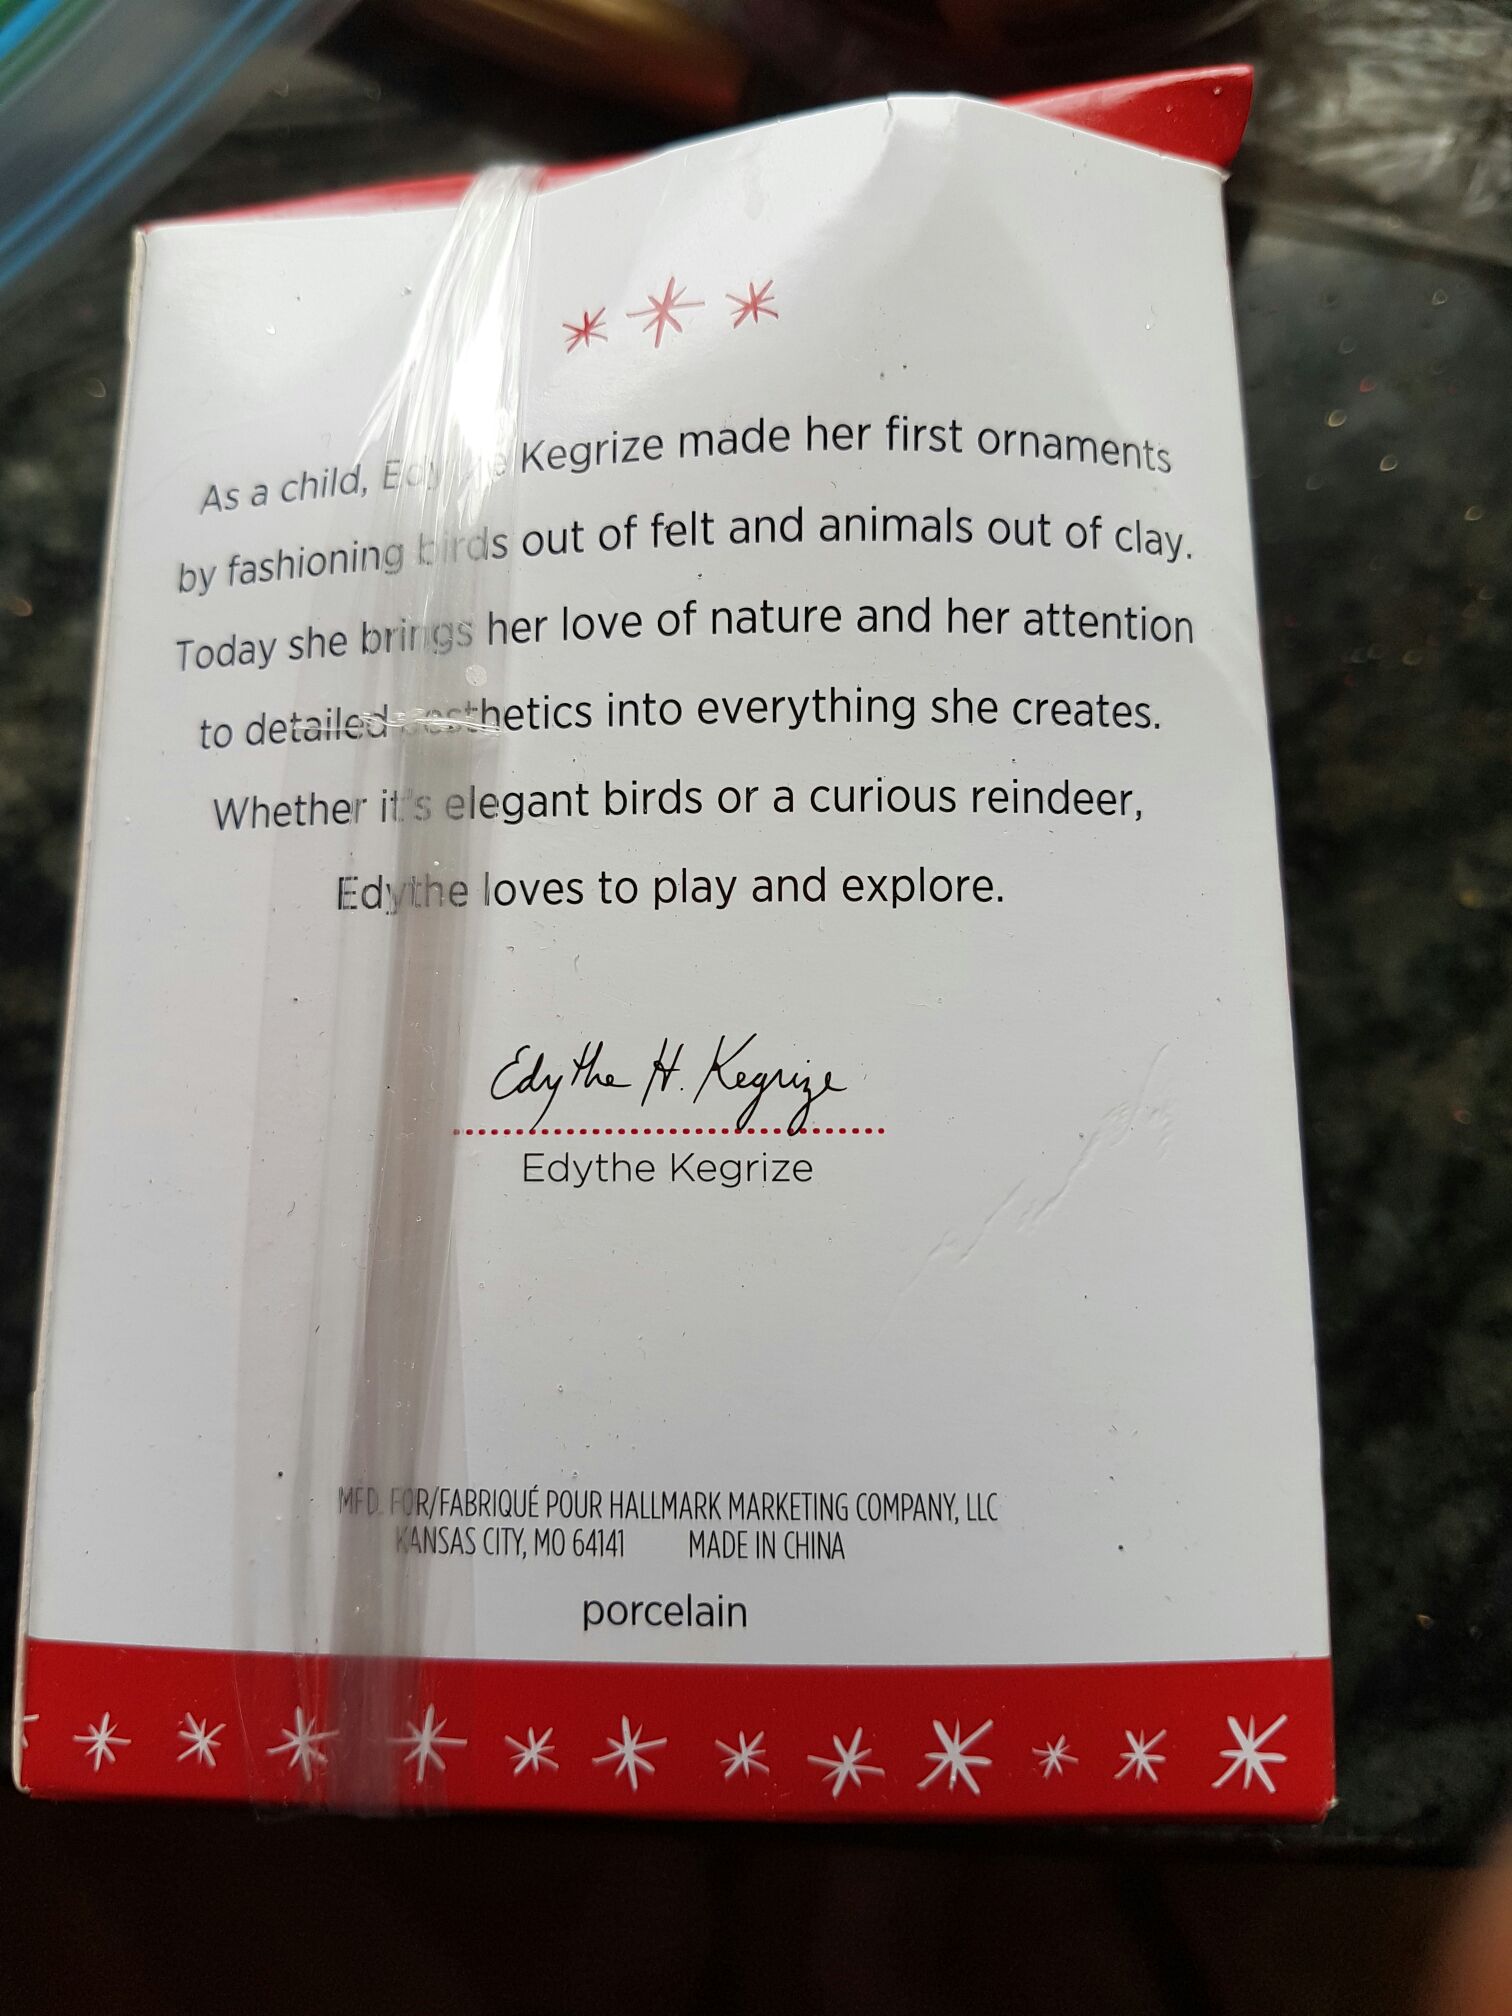 As a child, Edythe Kegrize made her first ornaments
by fashioning birds out of felt and animals out of clay.
Today she brings her love of nature and her attention
to detailed aesthetics into everything she creates.
Whether it's elegant birds or a curious reindeer,
Edythe loves to play and explore.
Edythe H. Kegrize
Edythe Kegrize
MFD. FOR/FABRIQUÉ POUR HALLMARK MARKETING COMPANY, LLC
KANSAS CITY, MO 64141 MADE IN CHINA
porcelain